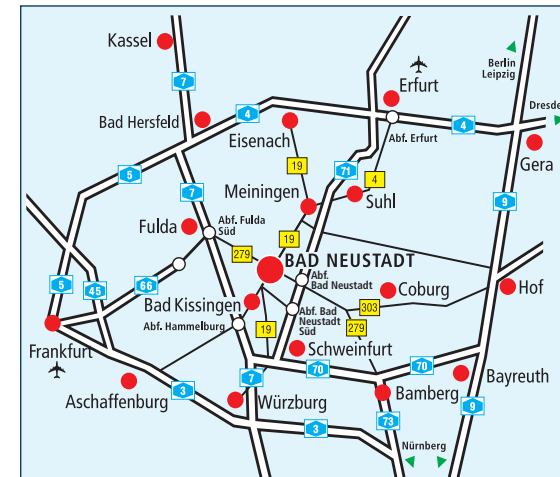 Kassel
7
Berlin
Leipzig
Erfurt
4
Bad Hersfeld
Dresden
Eisenach
Abf. Erfurt
4
Gera
19
71
4
5
7
Meiningen
Suhl
9
Fulda
Abf. Fulda
Süd
19
279
BAD NEUSTADT
66
45
5
Abf.
Bad Neustadt
Coburg
Hof
Bad Kissingen
303
Abf. Bad
Neustadt
Süd
Abf. Hammelburg
19
279
Frankfurt
Schweinfurt
70
70
7
Bayreuth
Aschaffenburg
3
Würzburg
Bamberg
9
73
3
Nürnberg